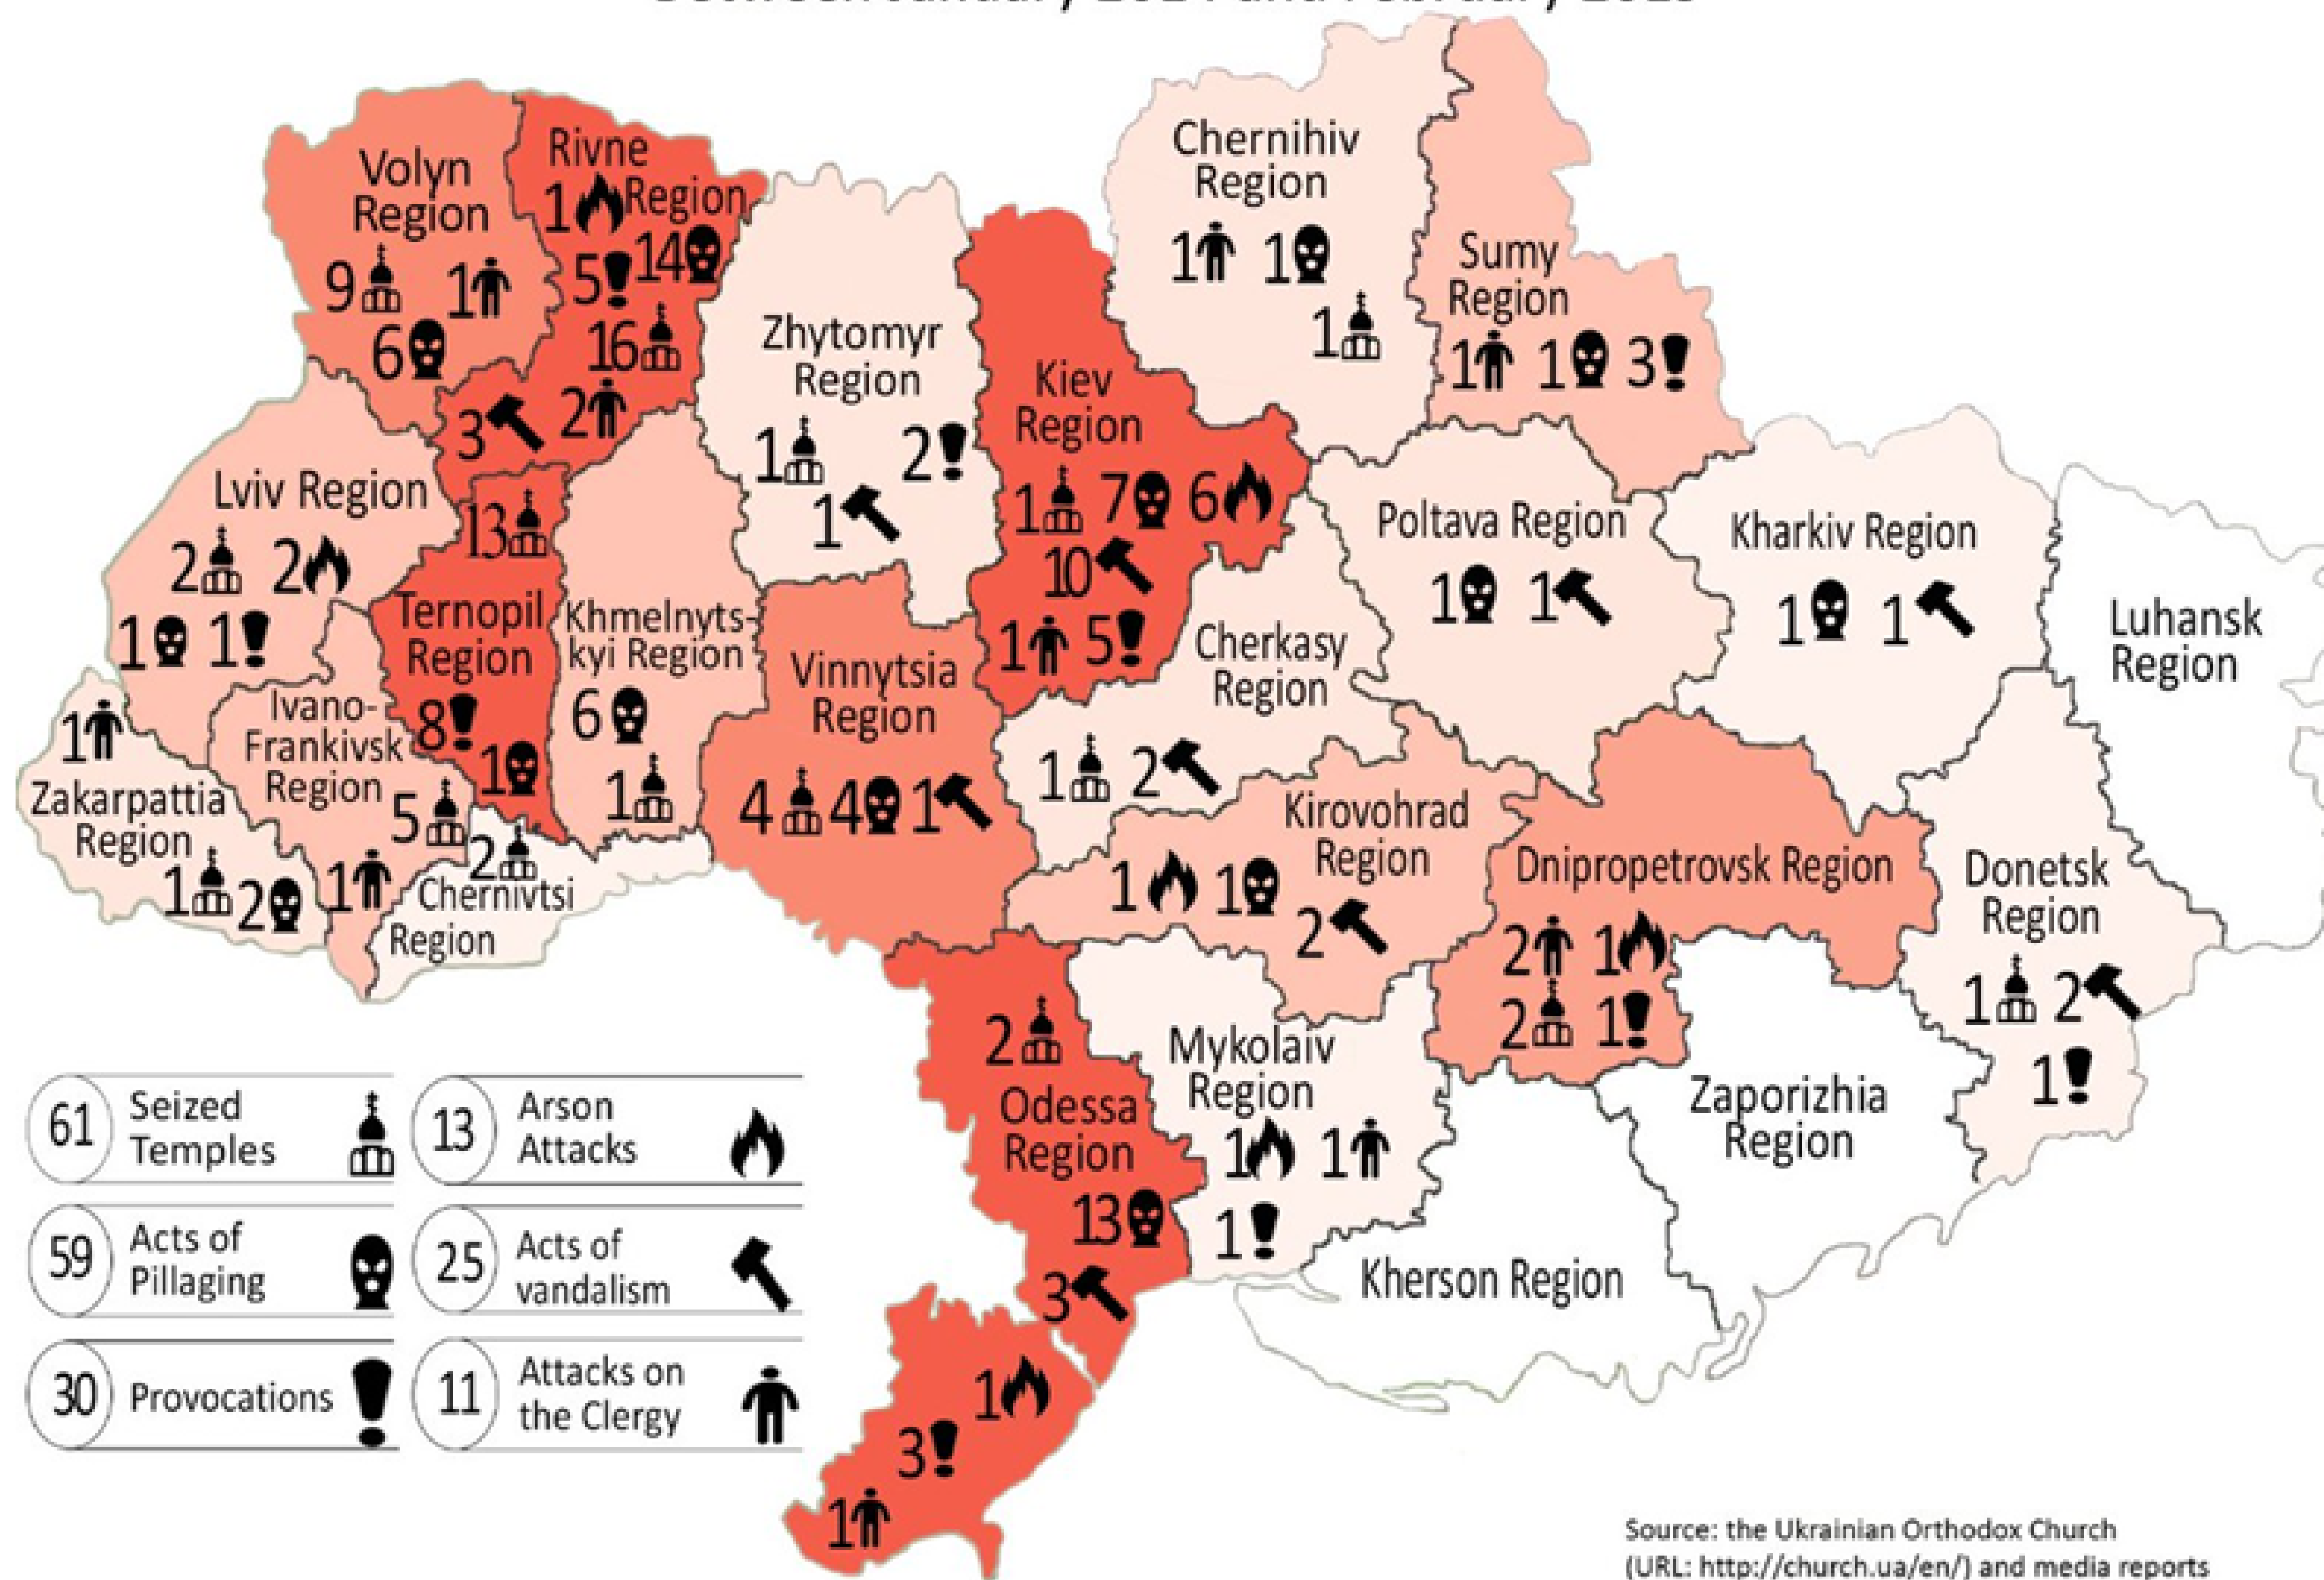 Between January 2014 and February 2019
Volyn
Region
9 1
6
Rivne
1 Region
5 14
16
3 2
Zhytomyr
Region
1 2
1
Kiev
Region
1 7 6
10
1 5
Chernihiv
Region
1 1
1
Sumy
Region
1 1 3
Lviv Region
2 2
1 1
13
Ternopil
Region
8
1
Khmelnyts-
kyi Region
6
1
Vinnytsia
Region
4 4 1
Cherkasy
Region
1 2
Poltava Region
1 1
Kharkiv Region
1 1
Luhansk
Region
1
Zakarpattia
Region
1 2
Ivano-
Frankivsk
Region
5
1
2
Chernivtsi
Region
Kirovohrad
Region
1 1
2
Dnipropetrovsk Region
2 1
2 1
Donetsk
Region
1 2
1
2
Odessa
Region
13
3
1
3
1
Mykolaiv
Region
1 1
1
Zaporizhia
Region
Kherson Region
61 Seized
Temples
13 Arson
Attacks
59 Acts of
Pillaging
25 Acts of
vandalism
30 Provocations
11 Attacks on
the Clergy
Source: the Ukrainian Orthodox Church
(URL: http://church.ua/en/) and media reports